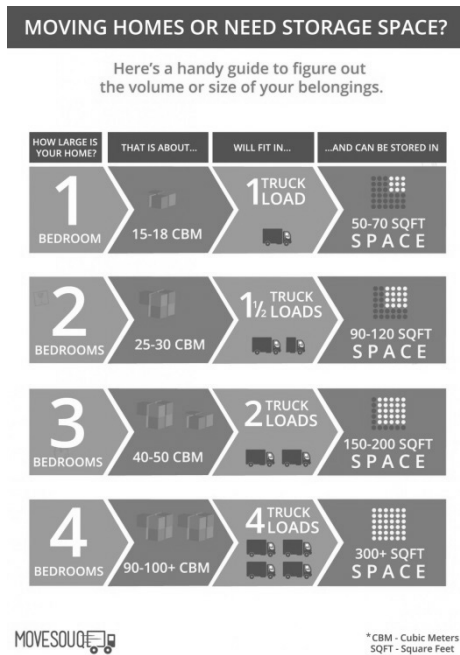 MOVING HOMES OR NEED STORAGE SPACE?
Here's a handy guide to figure out
the volume or size of your belongings.
HOW LARGE IS
YOUR HOME?
THAT IS ABOUT...
WILL FIT IN...
...AND CAN BE STORED IN
1
BEDROOM
15-18 CBM
1 TRUCK
LOAD
50-70 SQFT
SPACE
2
BEDROOMS
25-30 CBM
1½ TRUCK
LOADS
90-120 SQFT
SPACE
3
BEDROOMS
40-50 CBM
2 TRUCK
LOADS
150-200 SQFT
SPACE
4
BEDROOMS
90-100+ CBM
4 TRUCK
LOADS
300+ SQFT
SPACE
MOVESOUQ
*CBM - Cubic Meters
SQFT - Square Feet